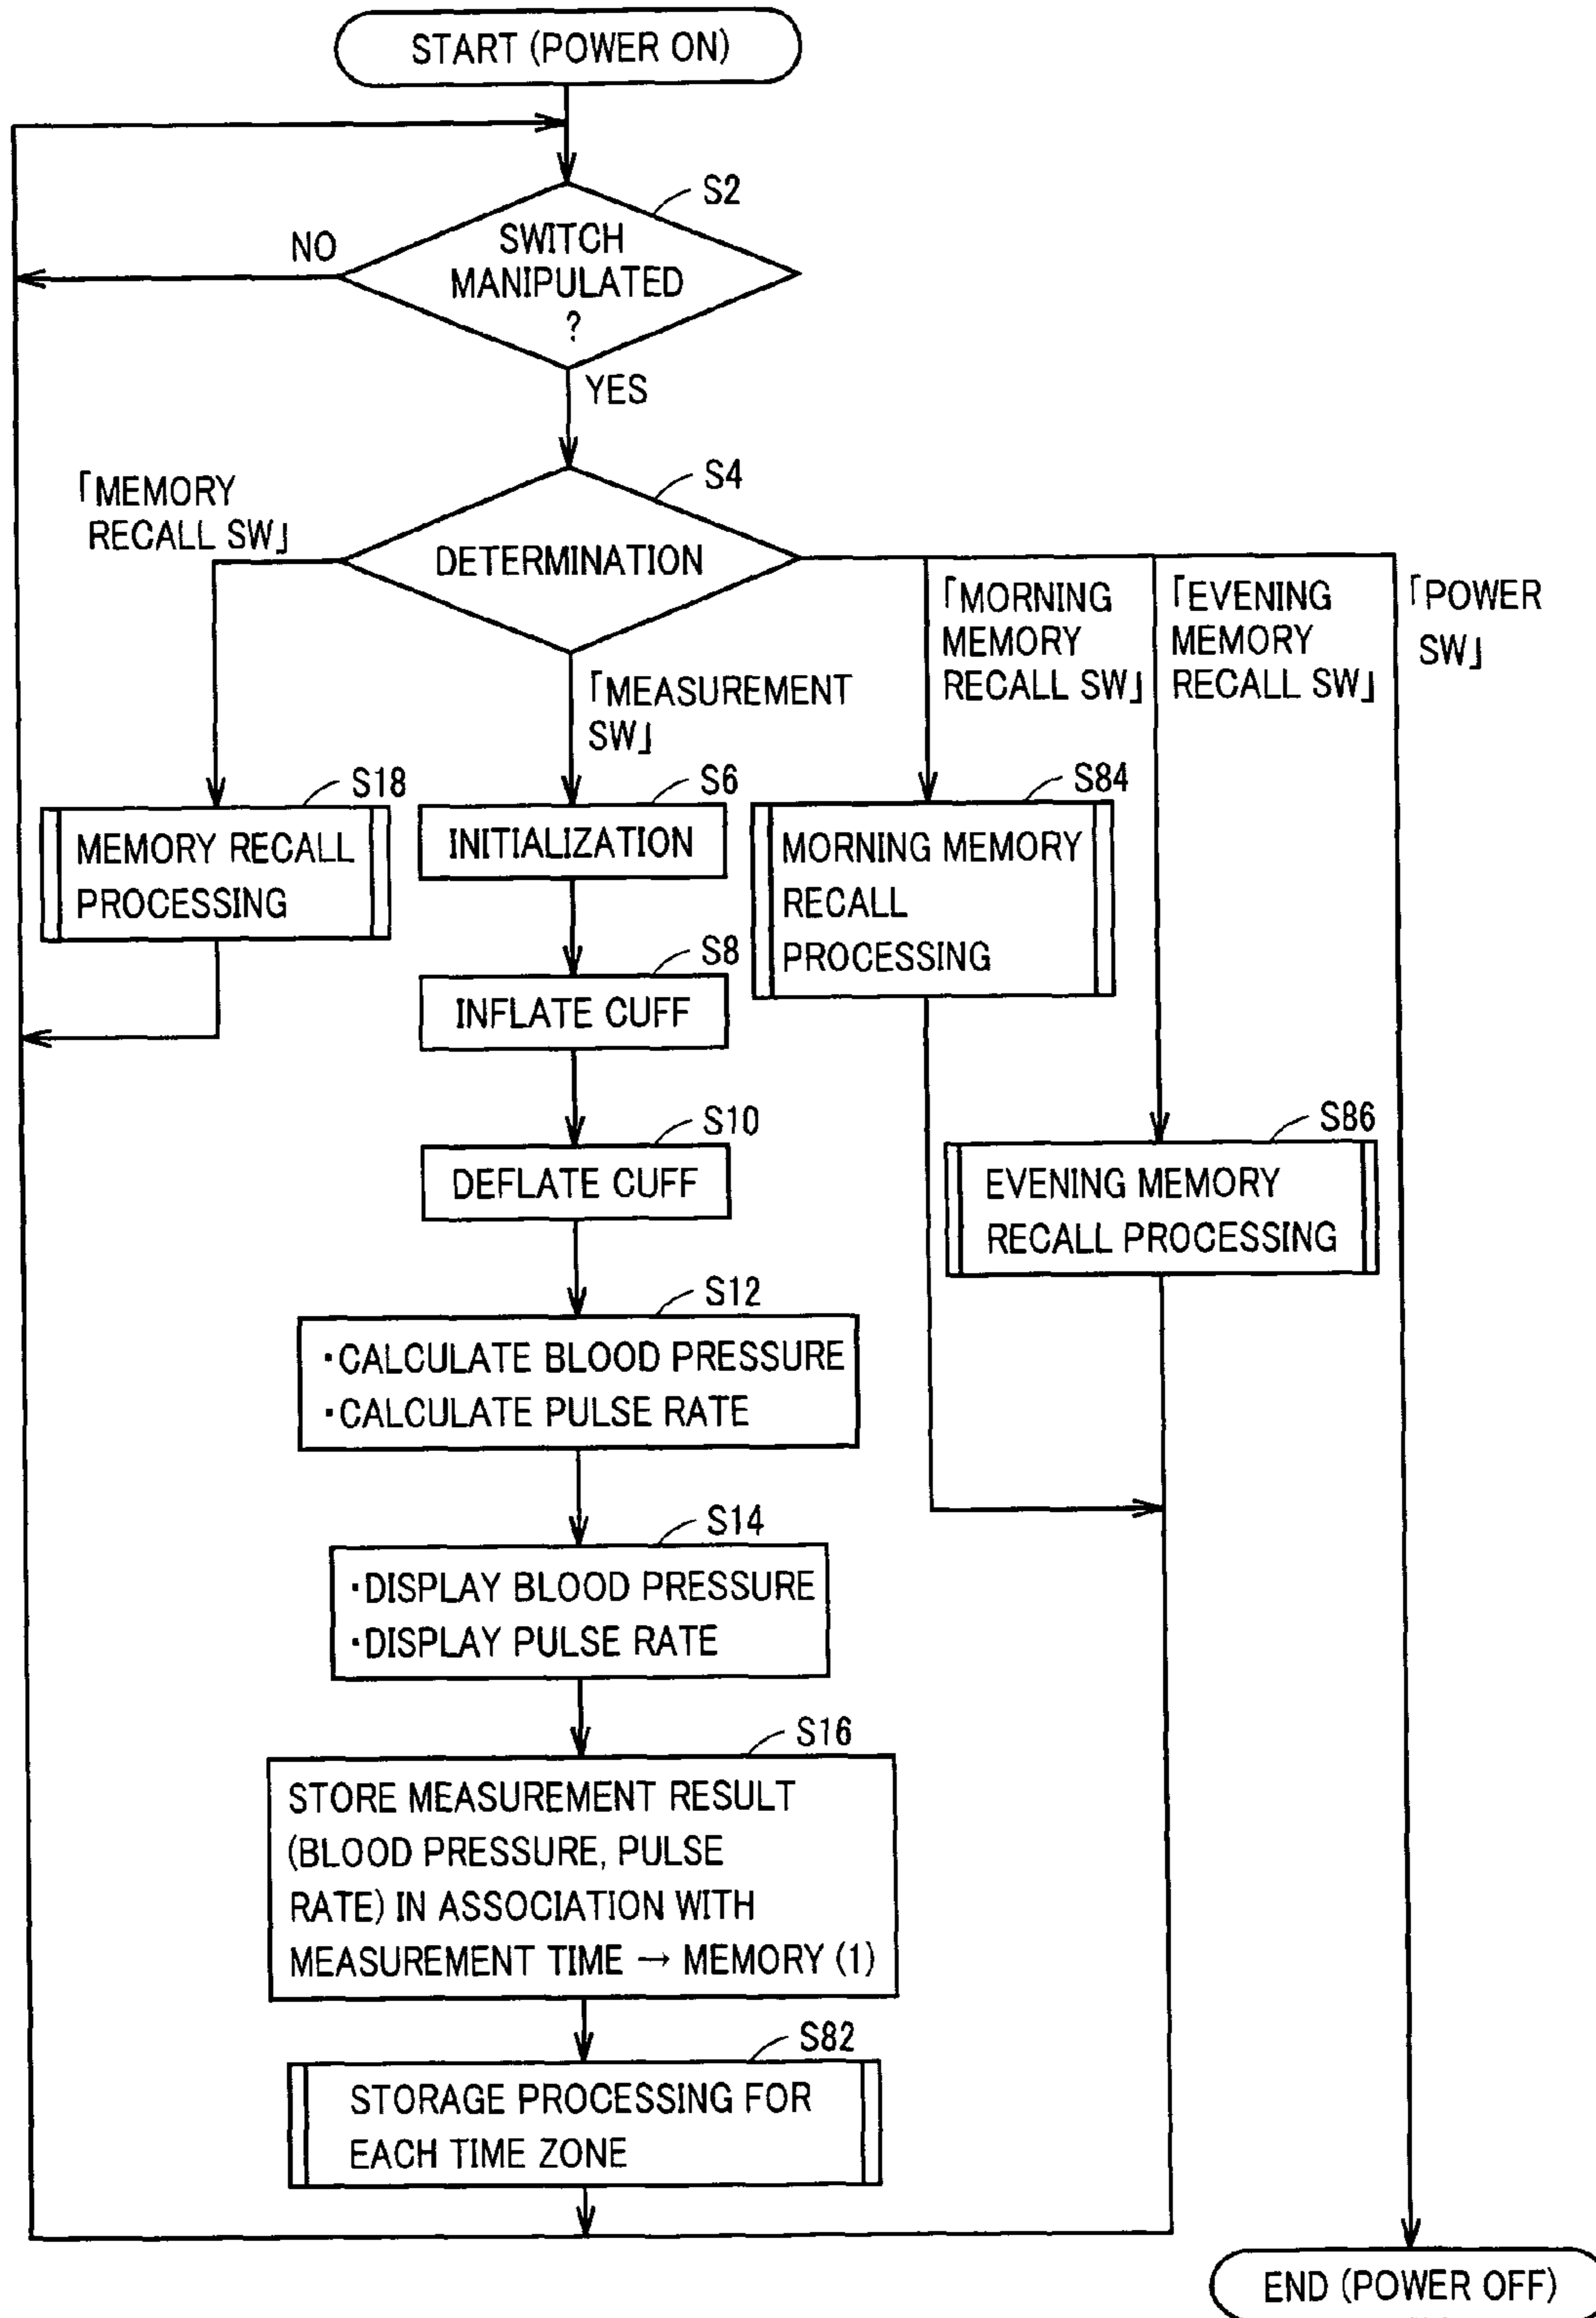 START (POWER ON)
S2
NO
SWITCH
MANIPULATED
?
YES
S4
「MEMORY
RECALL SW」
DETERMINATION
「MORNING
MEMORY
RECALL SW」
「EVENING
MEMORY
RECALL SW」
「POWER
SW」
「MEASUREMENT
SW」
S18
MEMORY RECALL
PROCESSING
S6
INITIALIZATION
S84
MORNING MEMORY
RECALL
PROCESSING
S8
INFLATE CUFF
S10
DEFLATE CUFF
S86
EVENING MEMORY
RECALL PROCESSING
S12
・CALCULATE BLOOD PRESSURE
・CALCULATE PULSE RATE
S14
・DISPLAY BLOOD PRESSURE
・DISPLAY PULSE RATE
S16
STORE MEASUREMENT RESULT
(BLOOD PRESSURE, PULSE
RATE) IN ASSOCIATION WITH
MEASUREMENT TIME → MEMORY (1)
S82
STORAGE PROCESSING FOR
EACH TIME ZONE
END (POWER OFF)